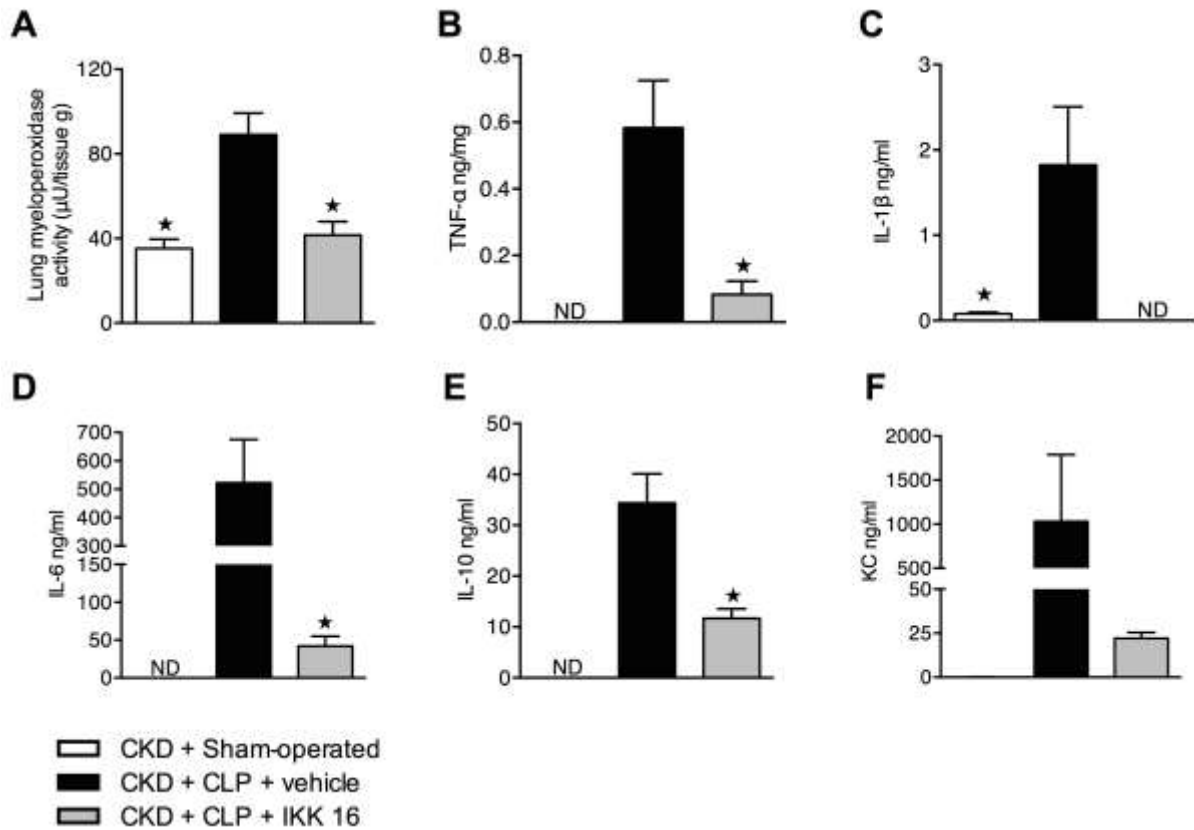 A
Lung myeloperoxidase
activity (µU/tissue g)
120
80
40
0
★
★
B
TNF-α ng/mg
0.8
0.6
0.4
0.2
0.0
ND
★
C
IL-1β ng/ml
3
2
1
0
★
ND
D
IL-6 ng/ml
700
600
500
400
300
150
100
50
0
ND
★
E
IL-10 ng/ml
50
40
30
20
10
0
ND
★
F
KC ng/ml
2000
1500
1000
500
50
25
0
CKD + Sham-operated
CKD + CLP + vehicle
CKD + CLP + IKK 16